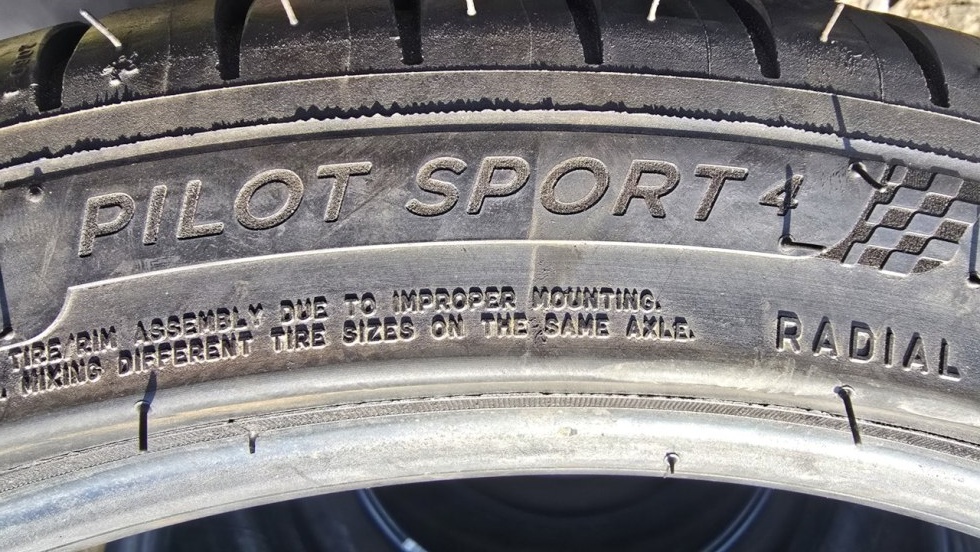 PILOT SPORT 4
TIRE/RIM ASSEMBLY DUE TO IMPROPER MOUNTING.
MIXING DIFFERENT TIRE SIZES ON THE SAME AXLE.
RADIAL